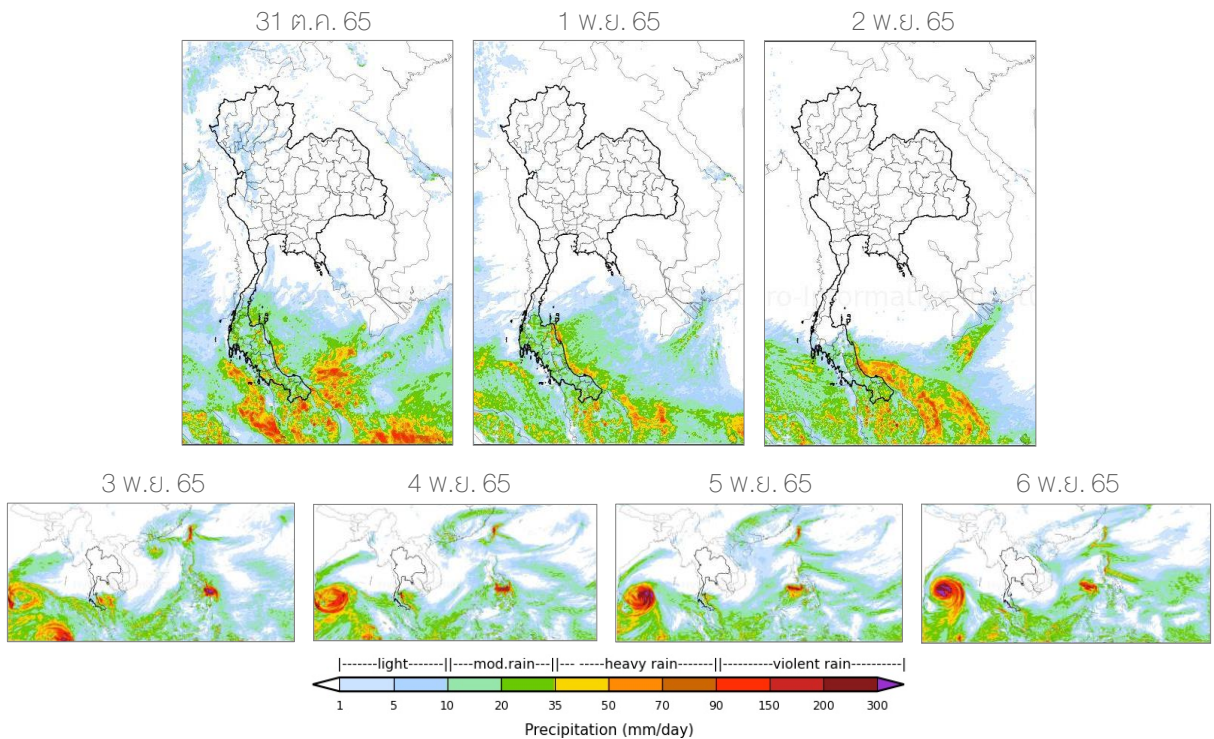 31 ต.ค. 65
1 พ.ย. 65
2 พ.ย. 65
3 พ.ย. 65
4 พ.ย. 65
5 พ.ย. 65
6 พ.ย. 65
|-------light-------||----mod.rain---||--- -----heavy rain-------||-----------violent rain-----------|
1 5 10 20 35 50 70 90 150 200 300
Precipitation (mm/day)